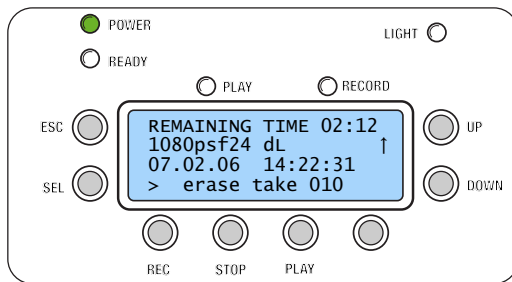 POWER
LIGHT
READY
PLAY
RECORD
ESC
UP
REMAINING TIME 02:12
1080psf24 dL ↑
07.02.06 14:22:31
> erase take 010
SEL
DOWN
REC
STOP
PLAY